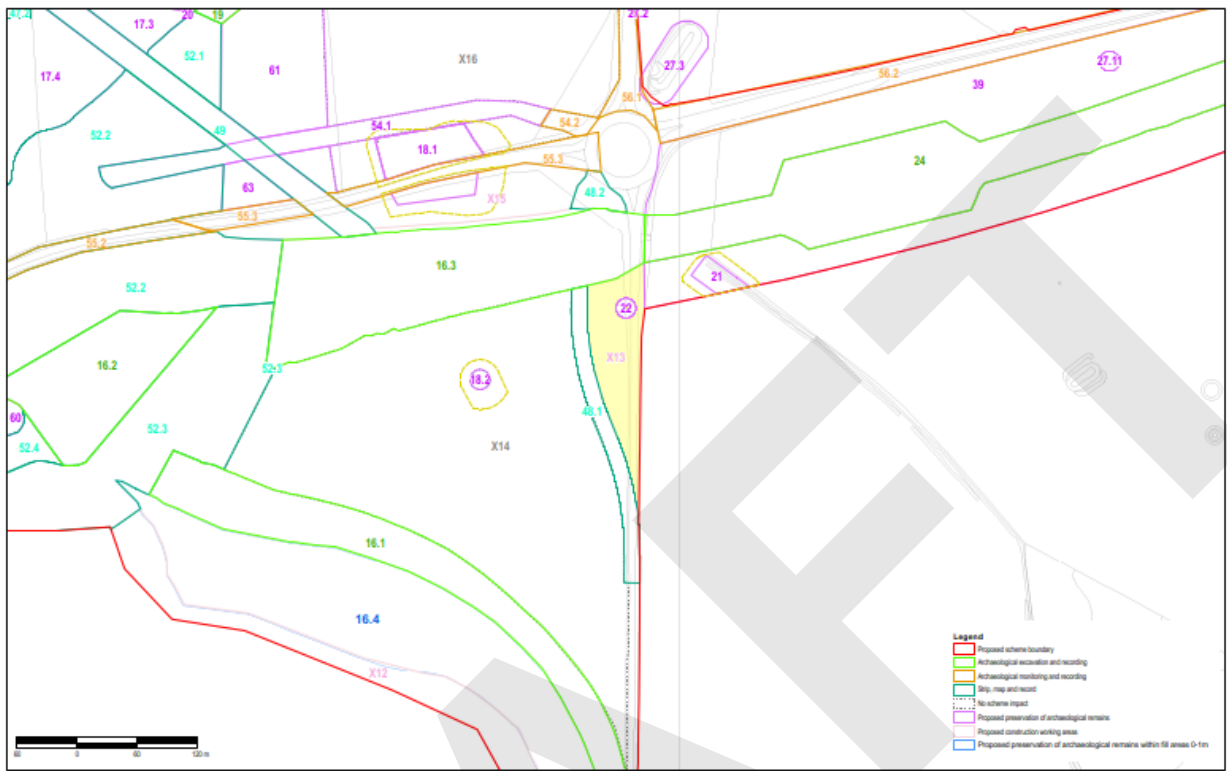 47.2
20
19
17.3
27.2
52.1
X16
17.4
61
27.3
27.11
56.2
39
56.1
54.1
54.2
49
52.2
18.1
55.3
24
63
48.2
X15
55.3
55.2
16.3
21
52.2
22
X13
16.2
52.3
18.2
60
48.1
52.3
52.4
X14
16.1
16.4
X12
Legend
Proposed scheme boundary
Archaeological excavation and recording
Archaeological monitoring and recording
Strip, map and record
No scheme impact
Proposed preservation of archaeological remains
Proposed construction working areas
Proposed preservation of archaeological remains within fill areas 0-1m
60 0 60 120 m